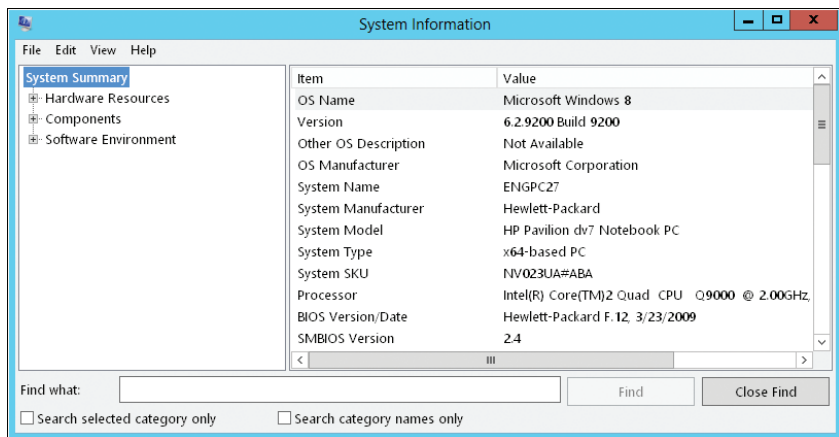 System Information
File Edit View Help
System Summary
Hardware Resources
Components
Software Environment
Item Value
OS Name Microsoft Windows 8
Version 6.2.9200 Build 9200
Other OS Description Not Available
OS Manufacturer Microsoft Corporation
System Name ENGPC27
System Manufacturer Hewlett-Packard
System Model HP Pavilion dv7 Notebook PC
System Type x64-based PC
System SKU NV023UA#ABA
Processor Intel(R) Core(TM)2 Quad CPU Q9000 @ 2.00GHz,
BIOS Version/Date Hewlett-Packard F.12, 3/23/2009
SMBIOS Version 2.4
Find what: Find Close Find
Search selected category only Search category names only